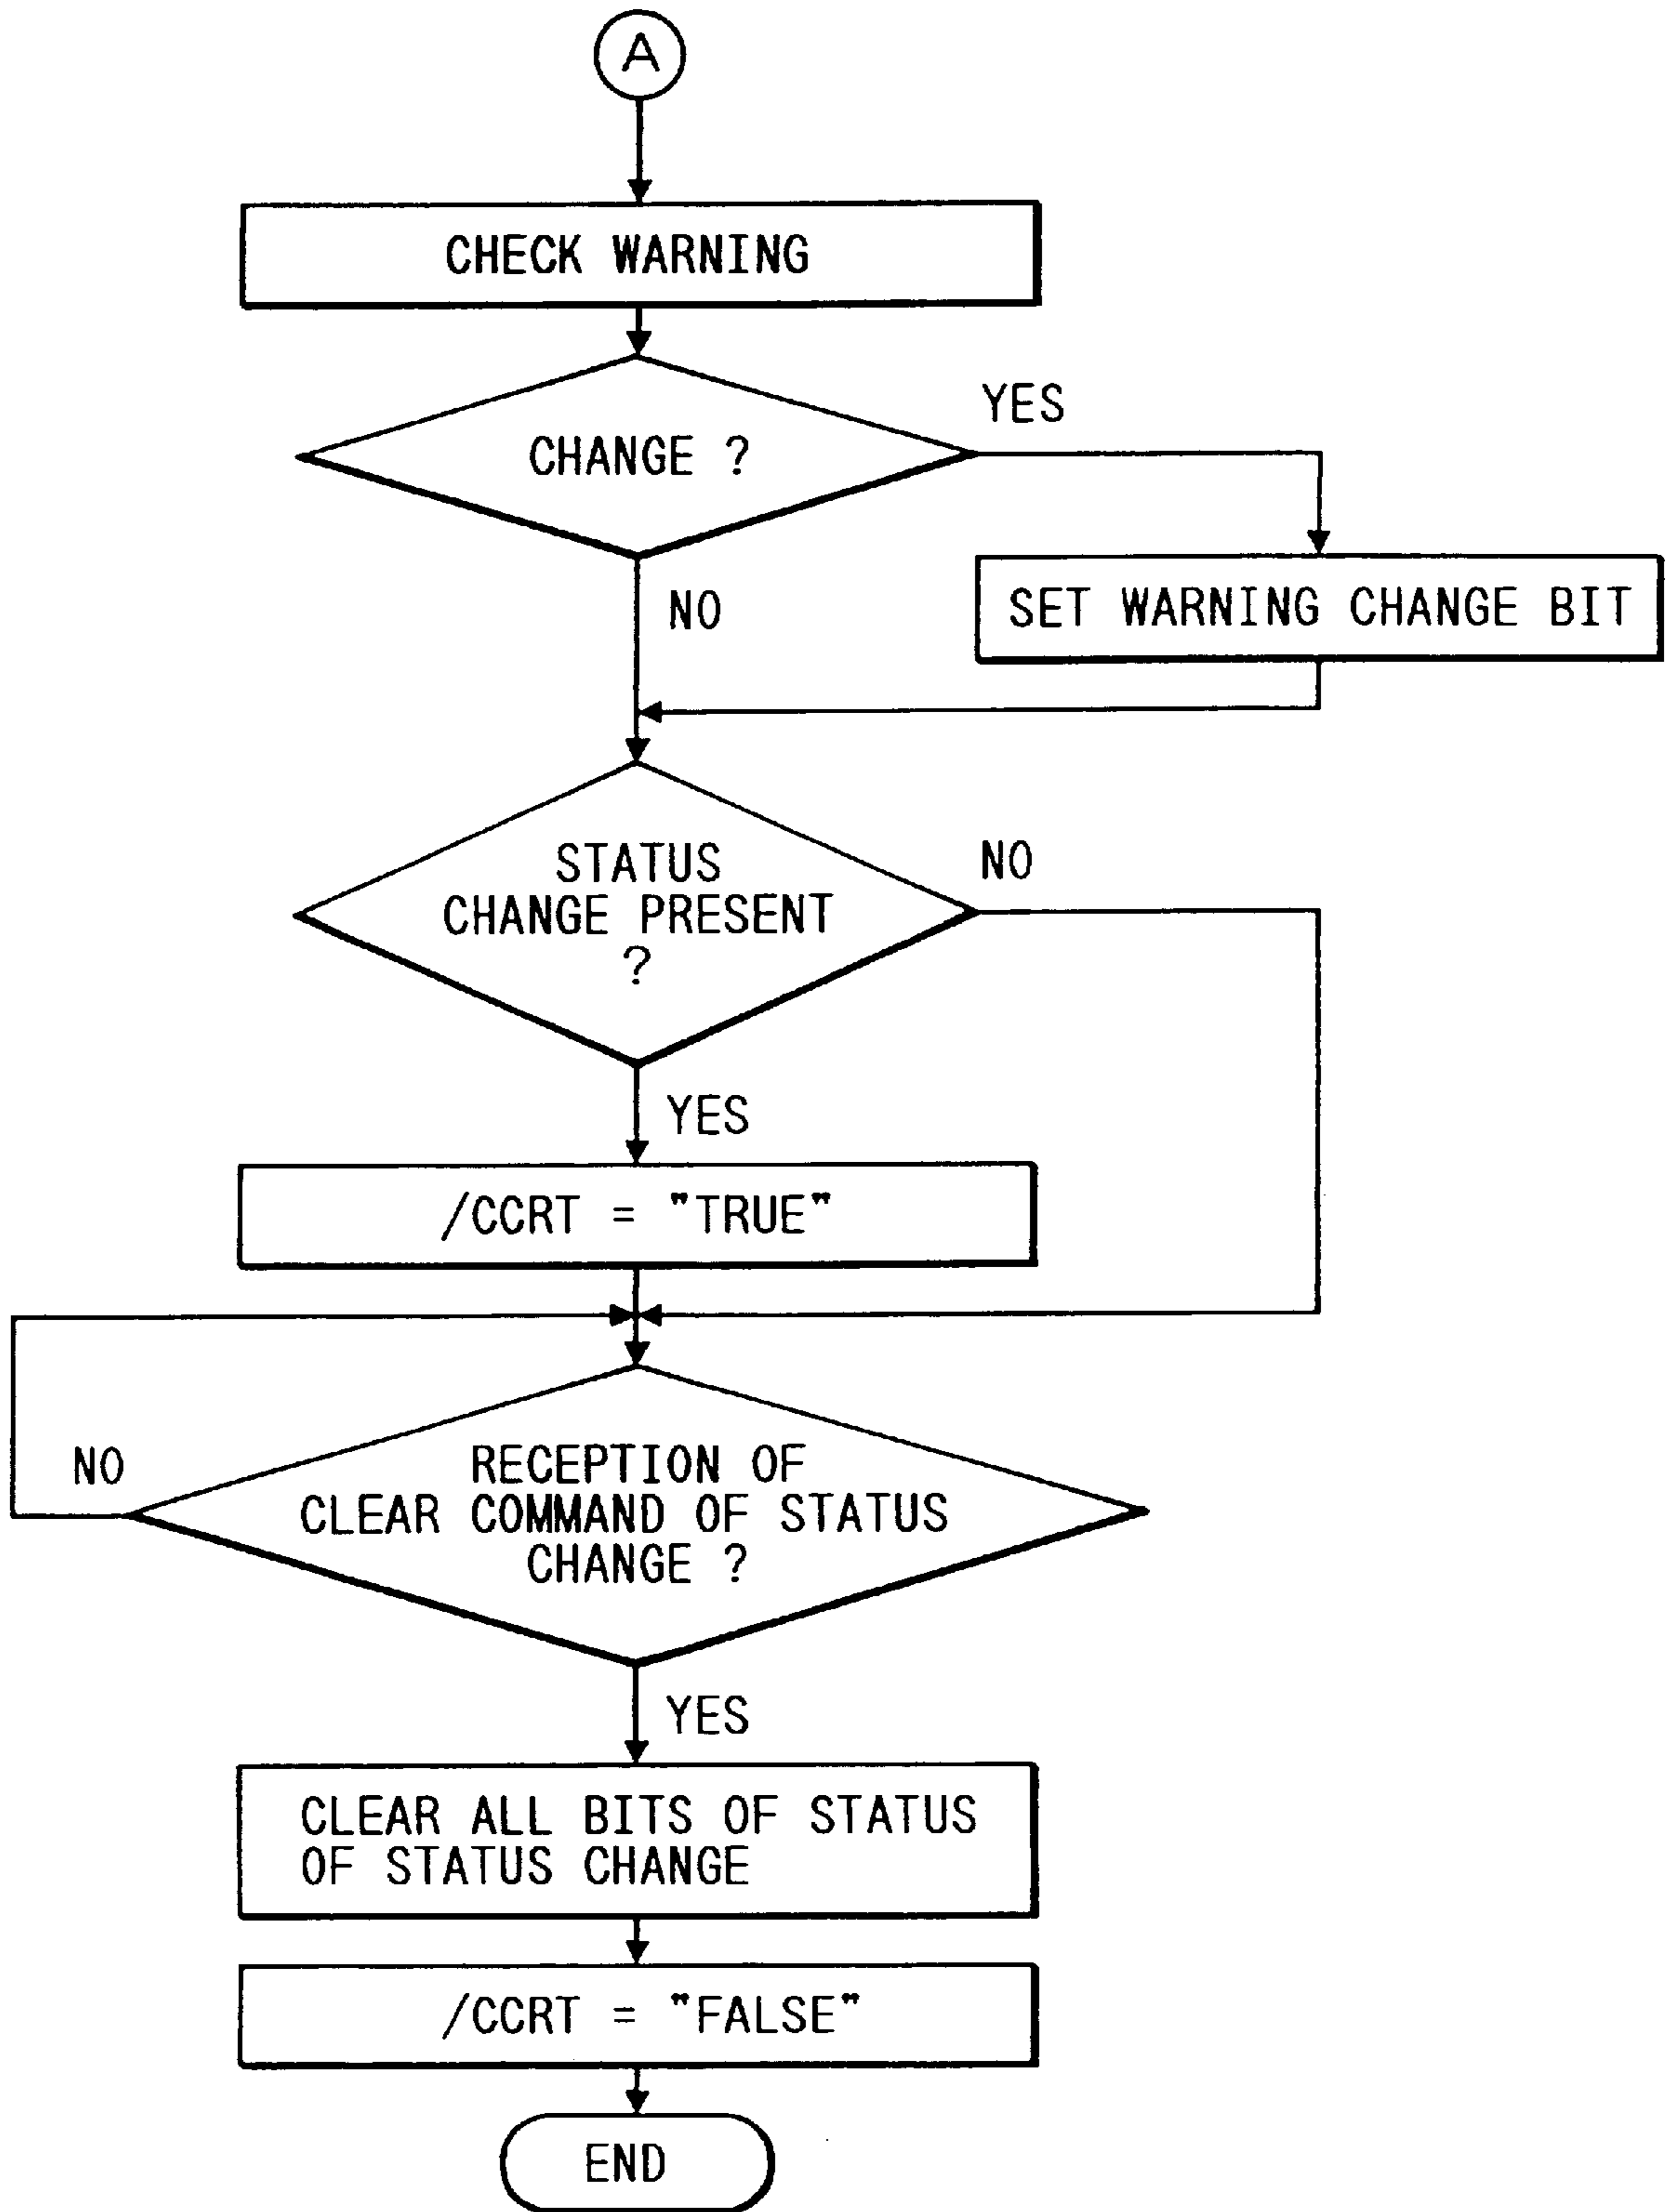 A
CHECK WARNING
CHANGE ?
YES
NO
SET WARNING CHANGE BIT
STATUS
CHANGE PRESENT
?
NO
YES
/CCRT = "TRUE"
NO
RECEPTION OF
CLEAR COMMAND OF STATUS
CHANGE ?
YES
CLEAR ALL BITS OF STATUS
OF STATUS CHANGE
/CCRT = "FALSE"
END